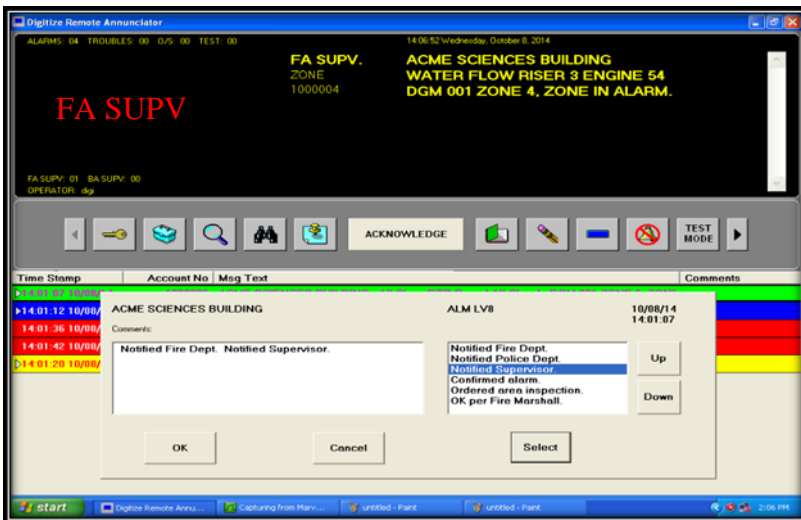 Digitize Remote Annunciator
ALARMS: 04 TROUBLES: 00 O/S: 00 TEST: 00
14:06:52 Wednesday, October 8, 2014
FA SUPV.
ZONE
1000004
ACME SCIENCES BUILDING
WATER FLOW RISER 3 ENGINE 54
DGM 001 ZONE 4, ZONE IN ALARM.
FA SUPV
FA SUPV: 01 BA SUPV: 00
OPERATOR: digi
ACKNOWLEDGE
TEST MODE
Time Stamp Account No Msg Text Comments
14:01:07 10/08/
14:01:12 10/08/
14:01:36 10/08/
14:01:42 10/08/
14:01:20 10/08/
ACME SCIENCES BUILDING ALM LV8 10/08/14
14:01:07
Comments:
Notified Fire Dept. Notified Supervisor.
Notified Fire Dept.
Notified Police Dept.
Notified Supervisor.
Confirmed alarm.
Ordered area inspection.
OK per Fire Marshall.
Up
Down
OK Cancel Select
start Digitize Remote Annu... Capturing from Marv... untitled - Paint untitled - Paint 2:06 PM